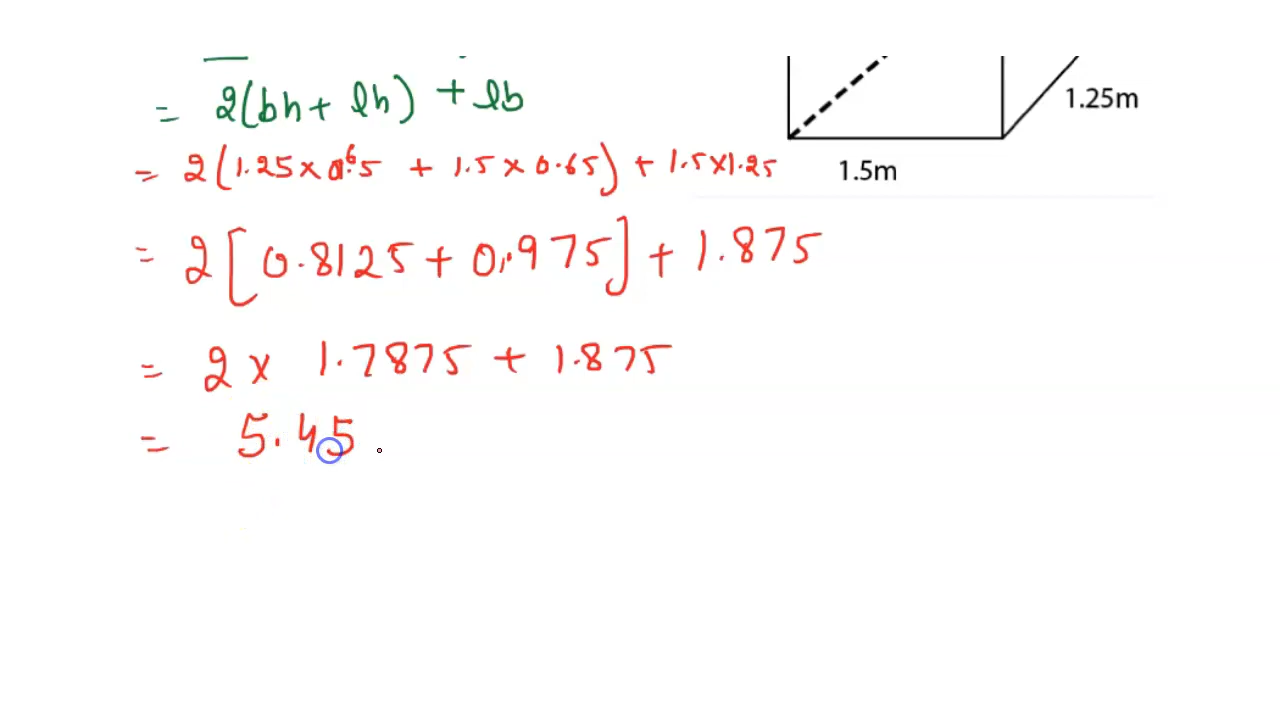 = 2(bh + lh) + lb
1.25m
= 2(1.25 × 0.65 + 1.5 × 0.65) + 1.5×1.25
1.5m
= 2[0.8125 + 0.975] + 1.875
= 2 × 1.7875 + 1.875
= 5.45